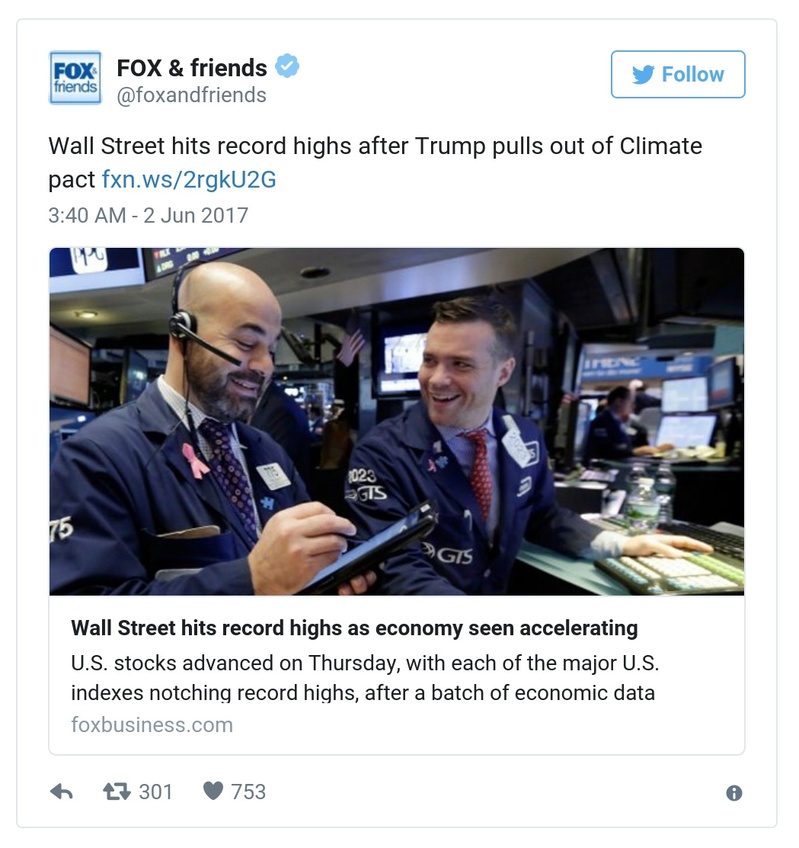 FOX&
friends
FOX & friends
@foxandfriends
Follow
Wall Street hits record highs after Trump pulls out of Climate
pact fxn.ws/2rgkU2G
3:40 AM - 2 Jun 2017
PPG
75
1023
GTS
GTS
Wall Street hits record highs as economy seen accelerating
U.S. stocks advanced on Thursday, with each of the major U.S.
indexes notching record highs, after a batch of economic data
foxbusiness.com
301
753